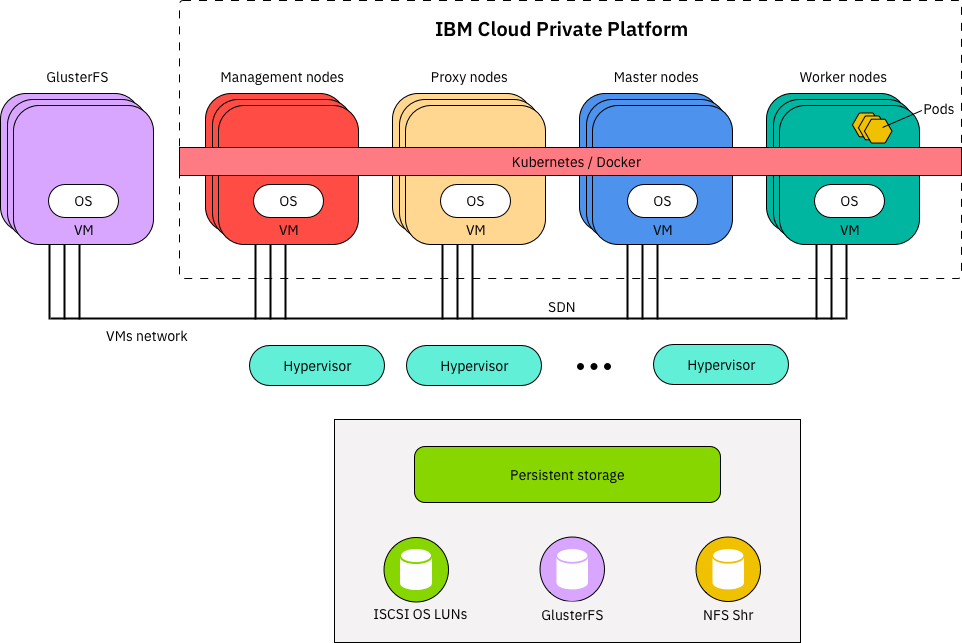 IBM Cloud Private Platform
GlusterFS
Management nodes
Proxy nodes
Master nodes
Worker nodes
Pods
Kubernetes / Docker
OS
OS
OS
OS
OS
VM
VM
VM
VM
VM
SDN
VMs network
Hypervisor
Hypervisor
Hypervisor
Persistent storage
ISCSI OS LUNs
GlusterFS
NFS Shr